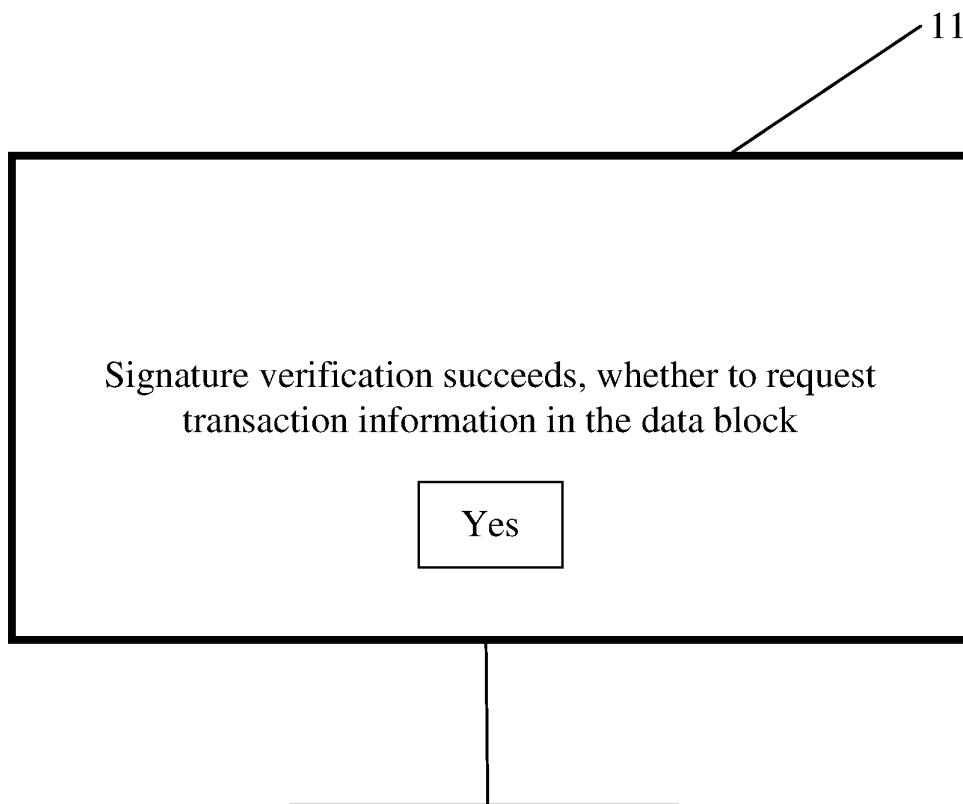 11
Signature verification succeeds, whether to request
transaction information in the data block
Yes